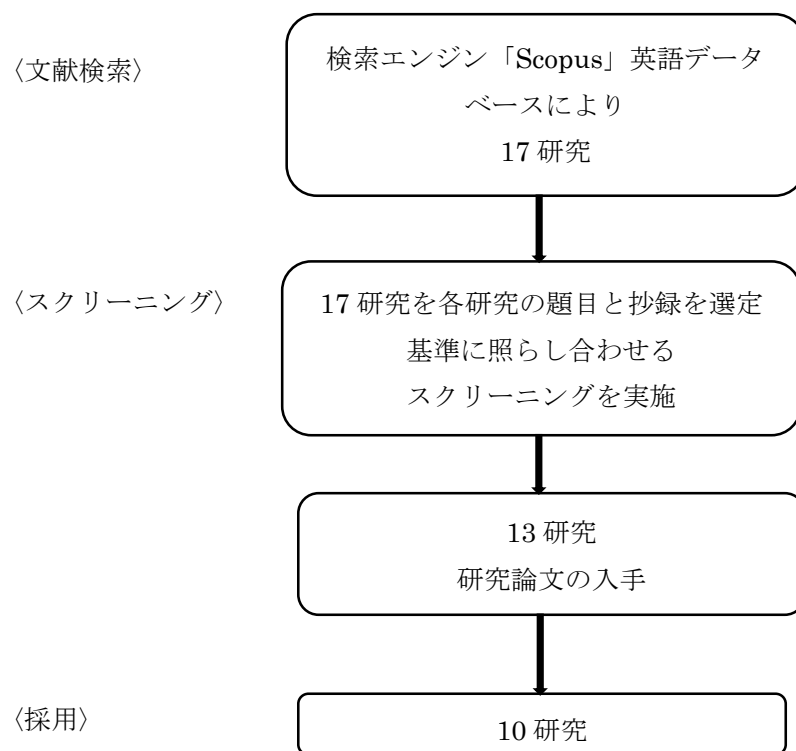 〈文献検索〉
検索エンジン「Scopus」英語データ
ベースにより
17 研究
〈スクリーニング〉
17 研究を各研究の題目と抄録を選定
基準に照らし合わせる
スクリーニングを実施
13 研究
研究論文の入手
〈採用〉
10 研究